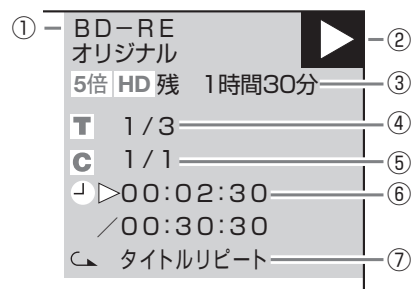 ① BD-RE
オリジナル
②
5倍 HD 残 1時間30分 ③
T 1/3 ④
C 1/1 ⑤
00:02:30 ⑥
/00:30:30
タイトルリピート ⑦